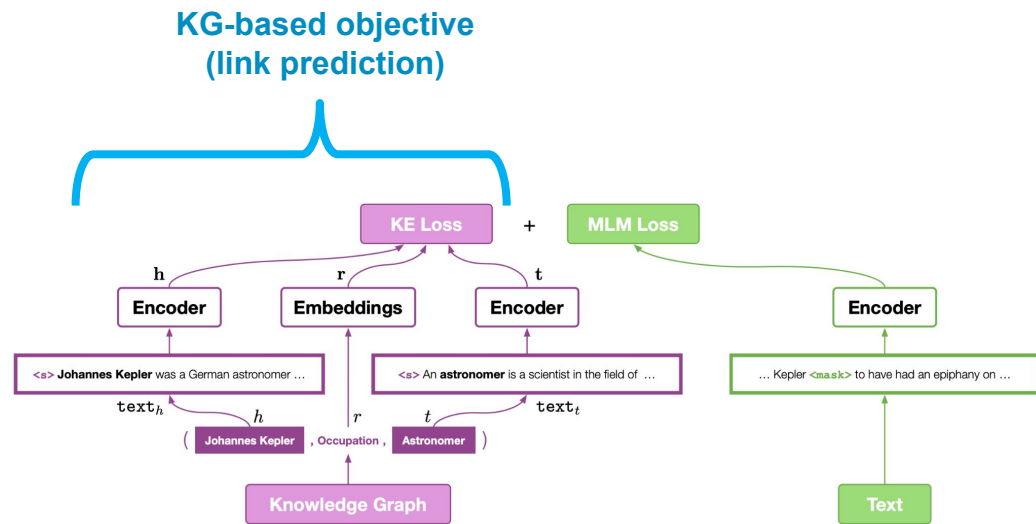 KG-based objective
(link prediction)
KE Loss + MLM Loss
h r t
Encoder Embeddings Encoder Encoder
<s> Johannes Kepler was a German astronomer ... <s> An astronomer is a scientist in the field of ... ... Kepler <mask> to have had an epiphany on ...
text_h h r t text_t
( Johannes Kepler , Occupation , Astronomer )
Knowledge Graph Text